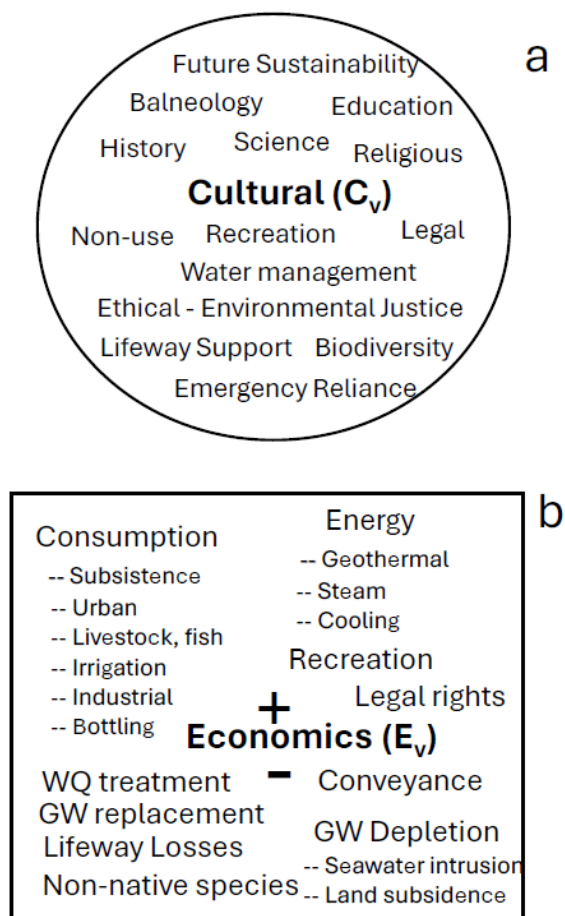 a
Future Sustainability
Balneology Education
History Science Religious
Cultural (Cv)
Non-use Recreation Legal
Water management
Ethical - Environmental Justice
Lifeway Support Biodiversity
Emergency Reliance
b
Consumption
-- Subsistence
-- Urban
-- Livestock, fish
-- Irrigation
-- Industrial
-- Bottling
Energy
-- Geothermal
-- Steam
-- Cooling
Recreation
Legal rights
+
Economics (Ev)
-
WQ treatment
GW replacement
Lifeway Losses
Non-native species
Conveyance
GW Depletion
-- Seawater intrusion
-- Land subsidence